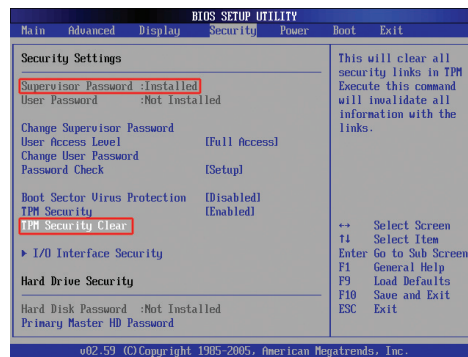 BIOS SETUP UTILITY
Main Advanced Display Security Power Boot Exit
Security Settings
Supervisor Password :Installed
User Password :Not Installed
Change Supervisor Password
User Access Level [Full Access]
Change User Password
Password Check [Setup]
Boot Sector Virus Protection [Disabled]
TPM Security [Enabled]
TPM Security Clear
▶ I/O Interface Security
Hard Drive Security
Hard Disk Password :Not Installed
Primary Master HD Password
This will clear all
security links in TPM
Execute this command
will invalidate all
information with the
links.
↔ Select Screen
↑↓ Select Item
Enter Go to Sub Screen
F1 General Help
F9 Load Defaults
F10 Save and Exit
ESC Exit
v02.59 (C)Copyright 1985-2005, American Megatrends, Inc.